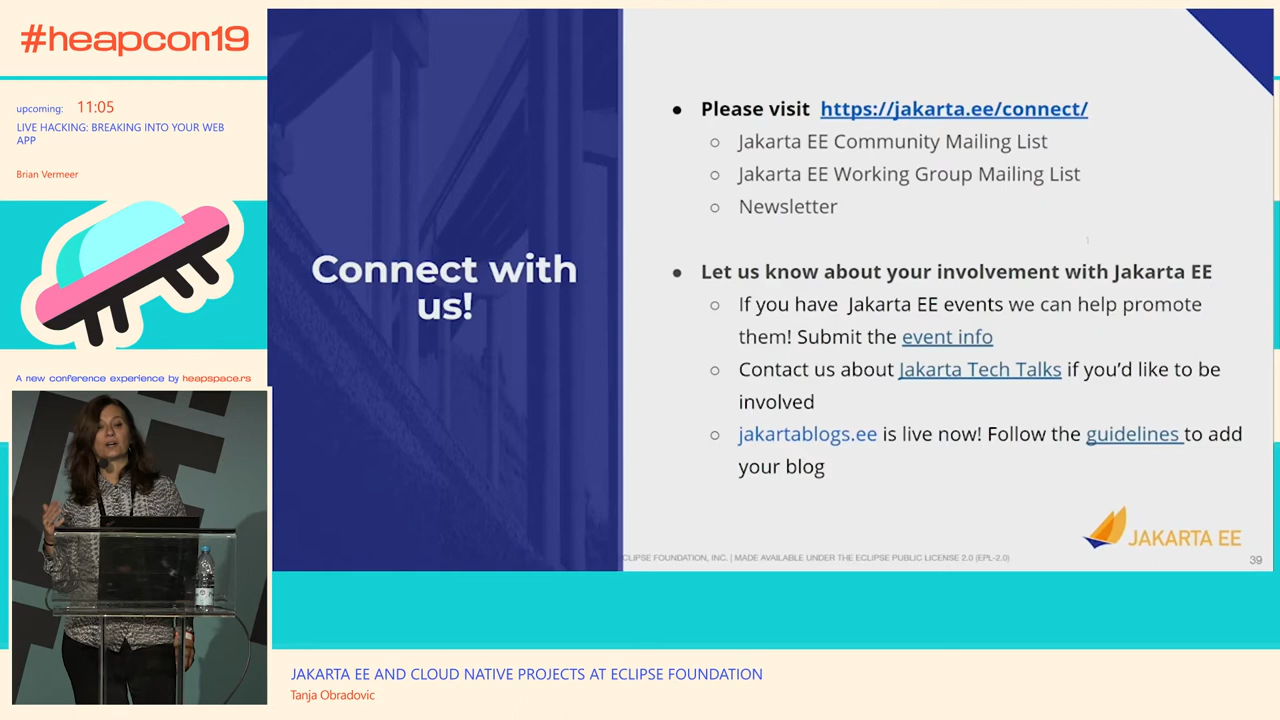 #heapcon19
upcoming: 11:05
LIVE HACKING: BREAKING INTO YOUR WEB
APP
Brian Vermeer
A new conference experience by heapspace.rs
Connect with
us!
● Please visit https://jakarta.ee/connect/
○ Jakarta EE Community Mailing List
○ Jakarta EE Working Group Mailing List
○ Newsletter
● Let us know about your involvement with Jakarta EE
○ If you have Jakarta EE events we can help promote
them! Submit the event info
○ Contact us about Jakarta Tech Talks if you'd like to be
involved
○ jakartablogs.ee is live now! Follow the guidelines to add
your blog
JAKARTA EE
CLIPSE FOUNDATION, INC. | MADE AVAILABLE UNDER THE ECLIPSE PUBLIC LICENSE 2.0 (EPL-2.0)
39
JAKARTA EE AND CLOUD NATIVE PROJECTS AT ECLIPSE FOUNDATION
Tanja Obradovic